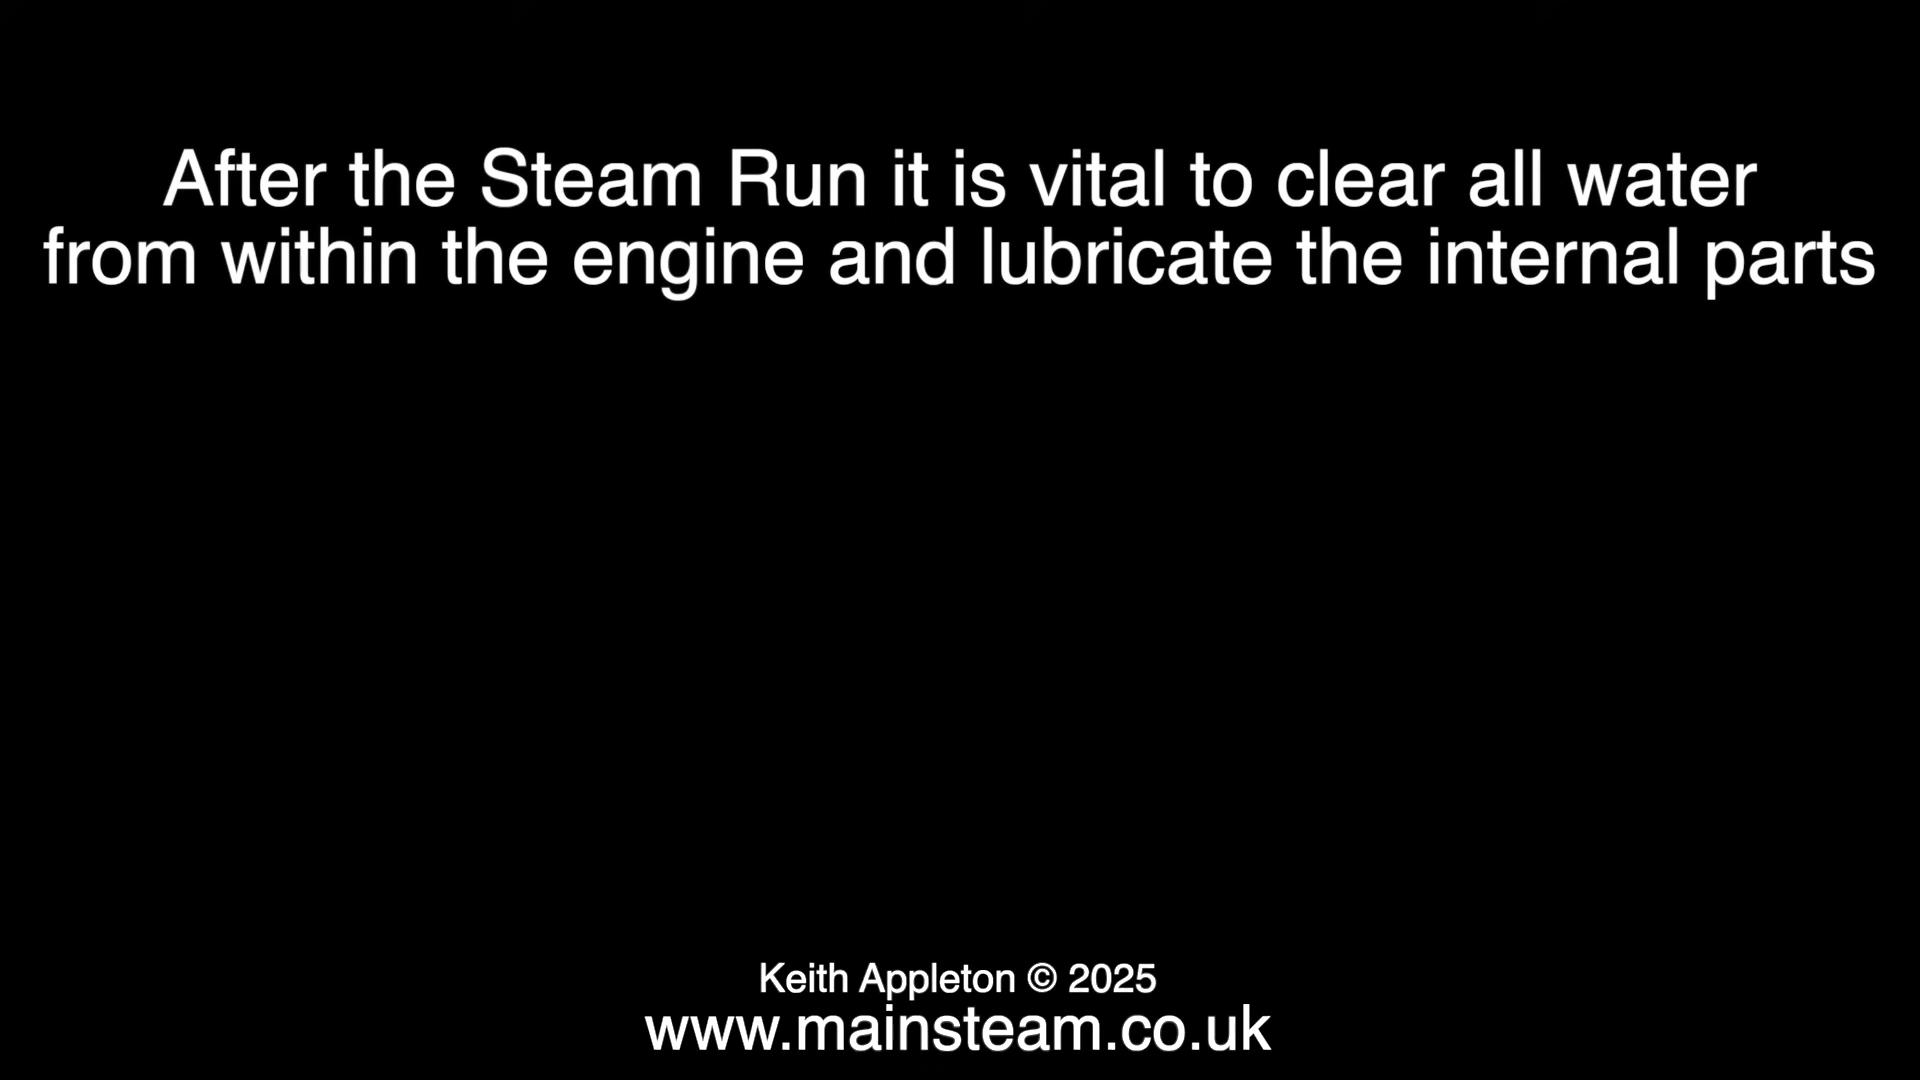 After the Steam Run it is vital to clear all water
from within the engine and lubricate the internal parts
Keith Appleton © 2025
www.mainsteam.co.uk